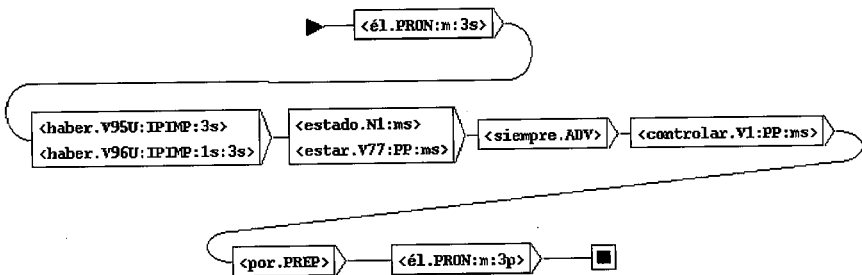 <él.PRON:m:3s>
<haber.V95U:IPIMP:3s>
<haber.V96U:IPIMP:1s:3s>
<estado.N1:ms>
<estar.V77:PP:ms>
<siempre.ADV>
<controlar.V1:PP:ms>
<por.PREP>
<él.PRON:m:3p>